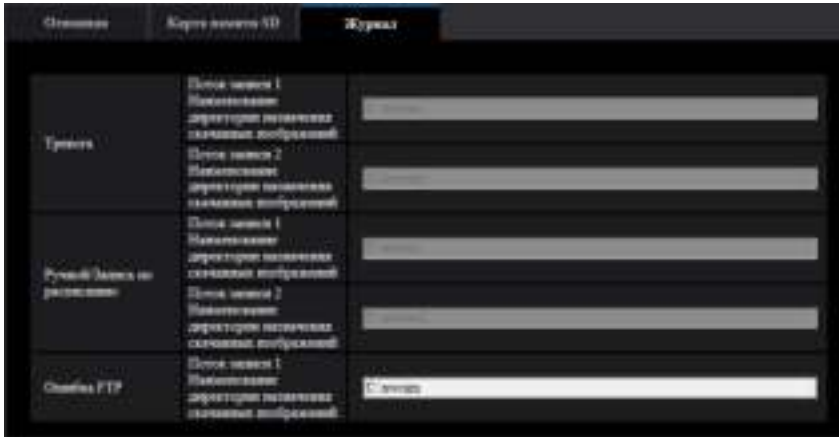 Основная
Карта памяти SD
Журнал
Тревога
Поток записи 1
Наименование
директории назначения
скачанных изображений
Поток записи 2
Наименование
директории назначения
скачанных изображений
Ручной/Запись по
расписанию
Поток записи 1
Наименование
директории назначения
скачанных изображений
Поток записи 2
Наименование
директории назначения
скачанных изображений
Ошибка FTP
Поток записи 1
Наименование
директории назначения
скачанных изображений